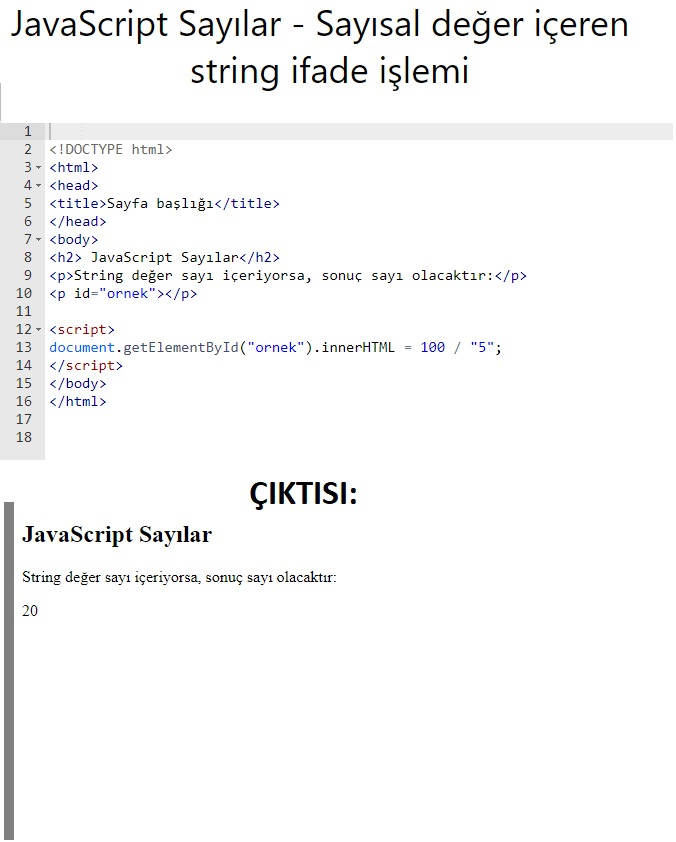 JavaScript Sayılar - Sayısal değer içeren
string ifade işlemi
1
2 <!DOCTYPE html>
3 <html>
4 <head>
5 <title>Sayfa başlığı</title>
6 </head>
7 <body>
8 <h2> JavaScript Sayılar</h2>
9 <p>String değer sayı içeriyorsa, sonuç sayı olacaktır:</p>
10 <p id="ornek"></p>
11
12 <script>
13 document.getElementById("ornek").innerHTML = 100 / "5";
14 </script>
15 </body>
16 </html>
17
18
ÇIKTISI:
JavaScript Sayılar
String değer sayı içeriyorsa, sonuç sayı olacaktır:
20